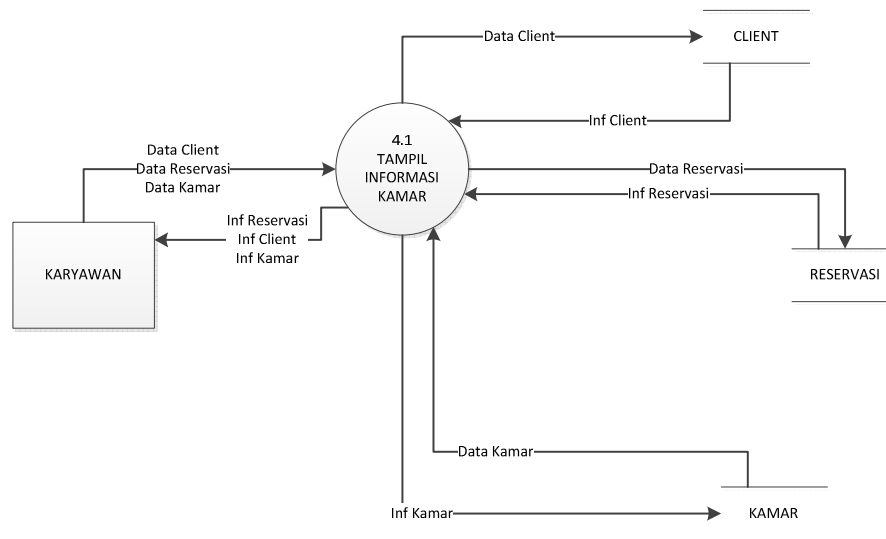 Data Client
CLIENT
Inf Client
4.1
TAMPIL
INFORMASI
KAMAR
Data Client
Data Reservasi
Data Kamar
Data Reservasi
Inf Reservasi
Inf Reservasi
Inf Client
Inf Kamar
KARYAWAN
RESERVASI
Data Kamar
Inf Kamar
KAMAR